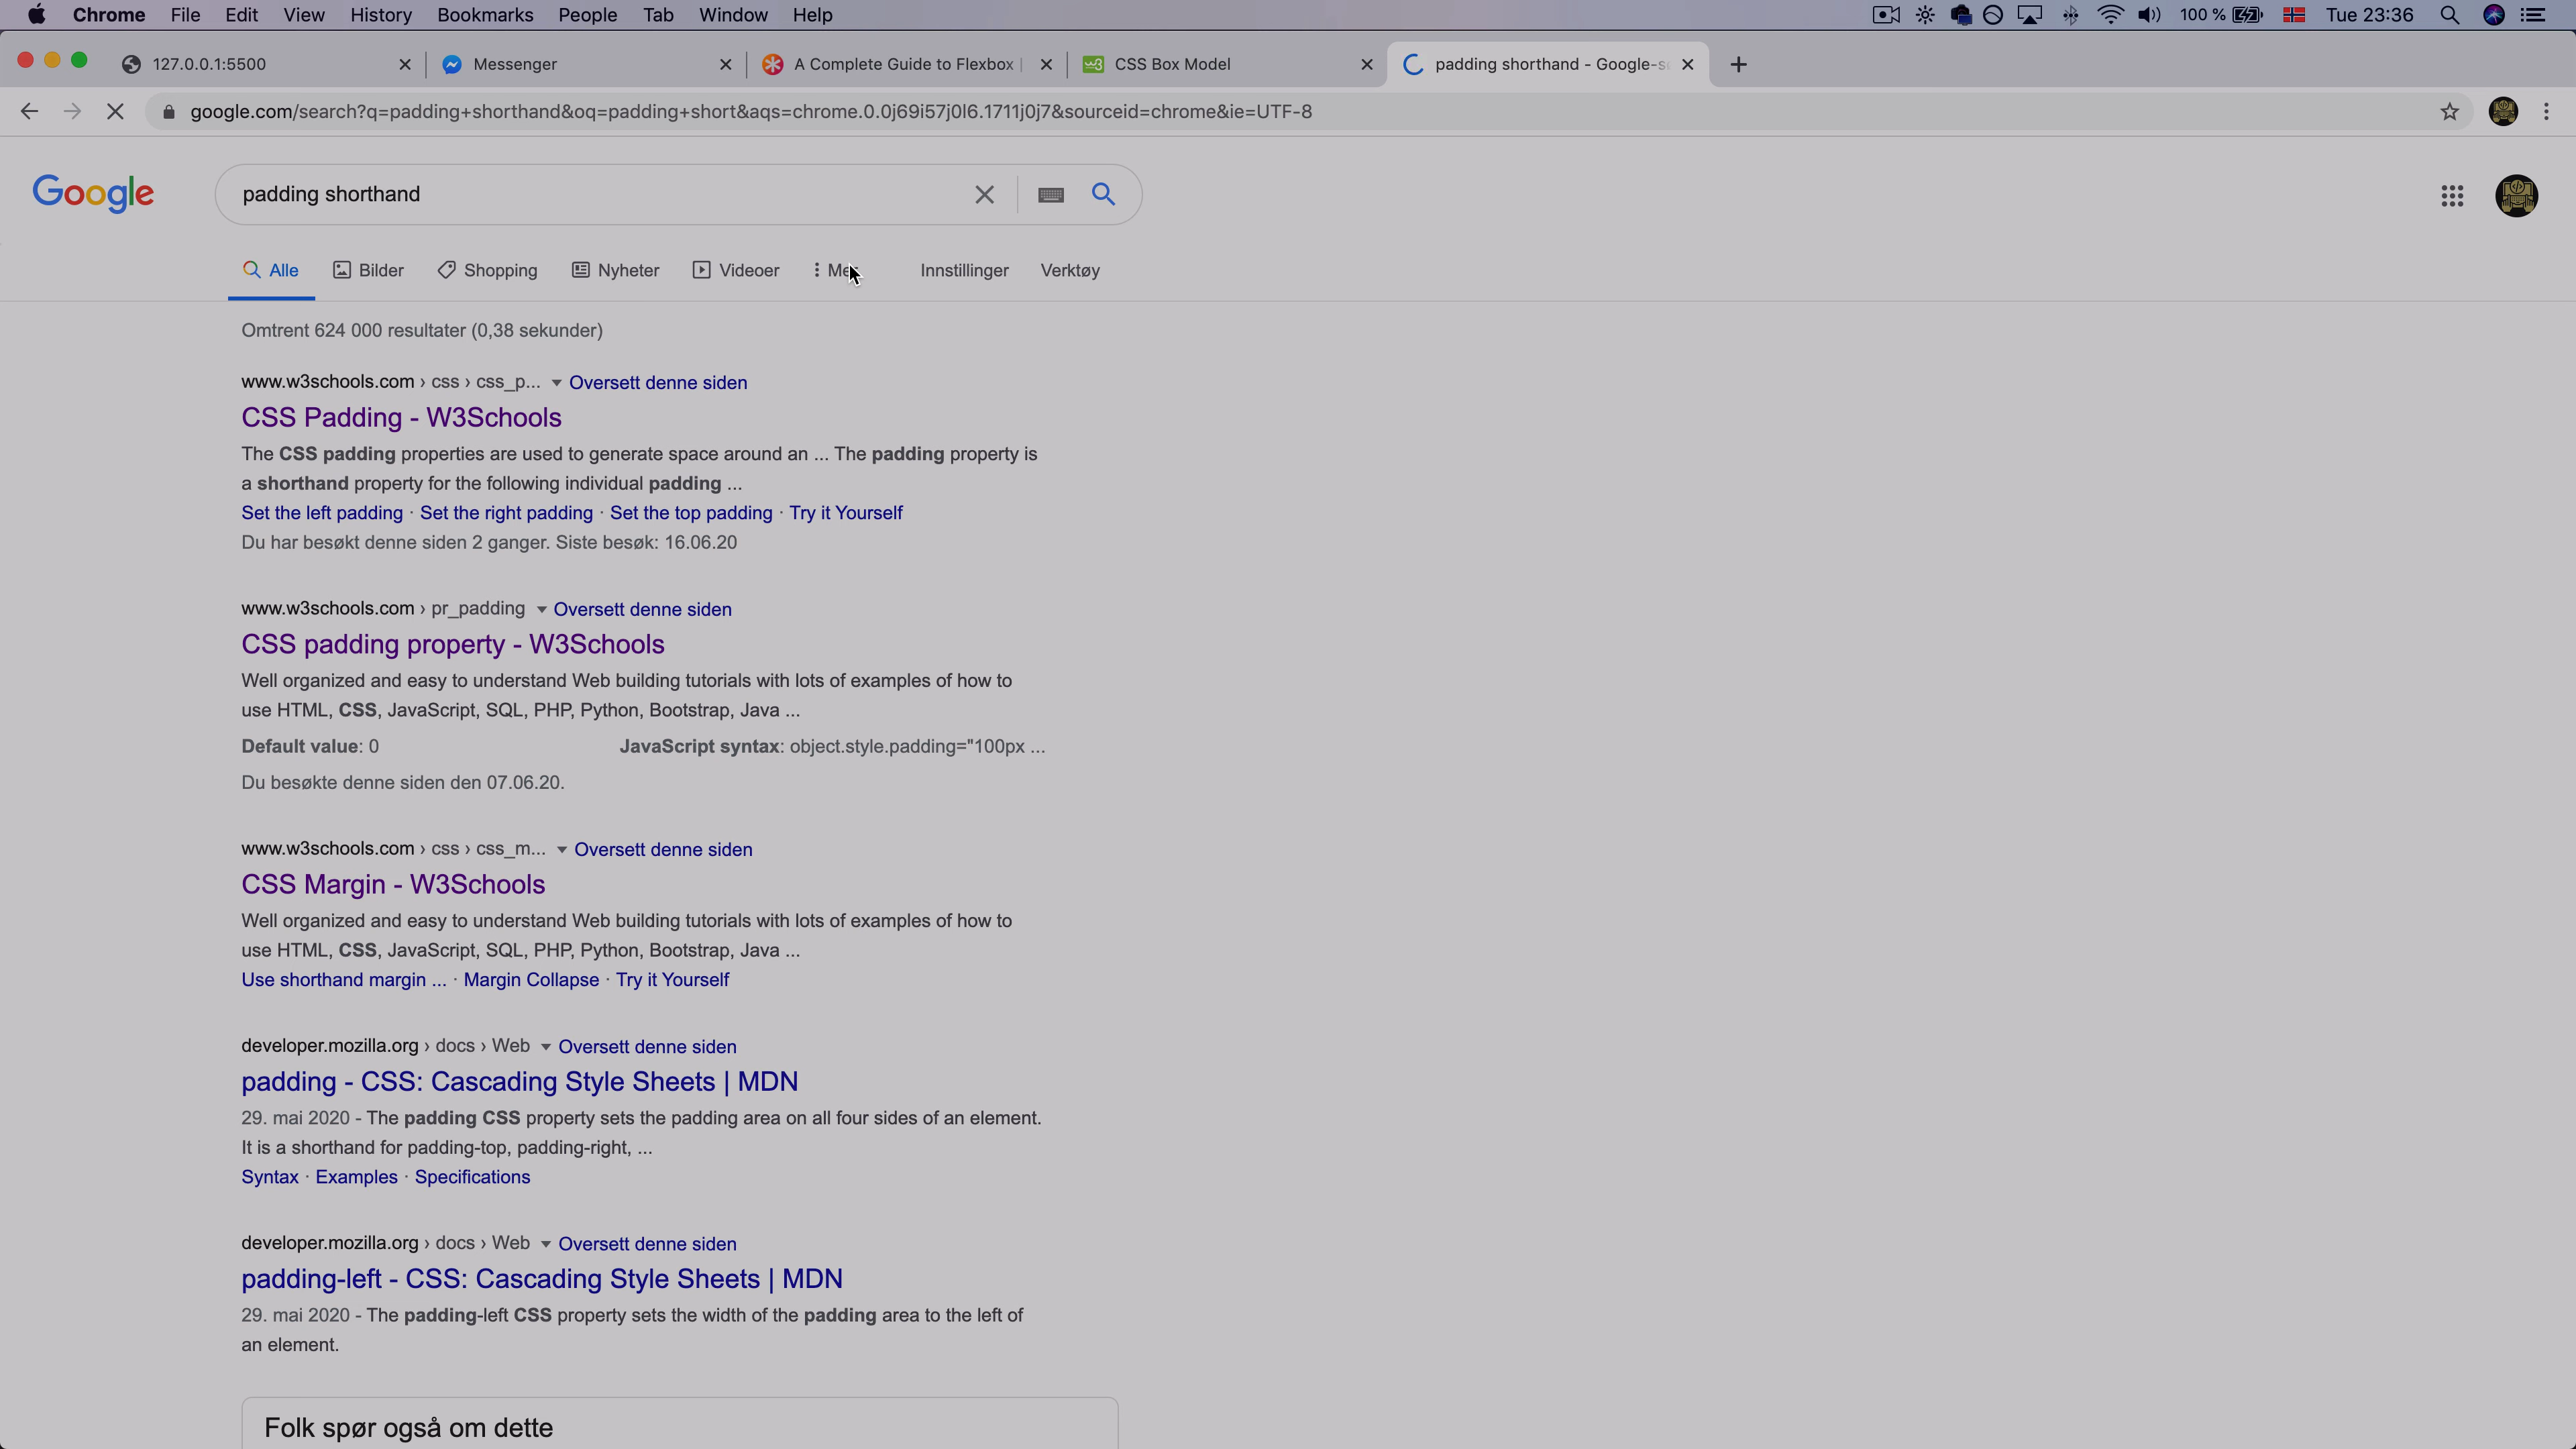 Chrome File Edit View History Bookmarks People Tab Window Help 100 % Tue 23:36
127.0.0.1:5500 Messenger A Complete Guide to Flexbox | CSS Box Model padding shorthand - Google-s
google.com/search?q=padding+shorthand&oq=padding+short&aqs=chrome.0.0j69i57j0l6.1711j0j7&sourceid=chrome&ie=UTF-8
Google padding shorthand
Alle Bilder Shopping Nyheter Videoer Innstillinger Verktøy
Omtrent 624 000 resultater (0,38 sekunder)
www.w3schools.com › css › css_p... Oversett denne siden
CSS Padding - W3Schools
The CSS padding properties are used to generate space around an ... The padding property is
a shorthand property for the following individual padding ...
Set the left padding · Set the right padding · Set the top padding · Try it Yourself
Du har besøkt denne siden 2 ganger. Siste besøk: 16.06.20
www.w3schools.com › pr_padding Oversett denne siden
CSS padding property - W3Schools
Well organized and easy to understand Web building tutorials with lots of examples of how to
use HTML, CSS, JavaScript, SQL, PHP, Python, Bootstrap, Java ...
Default value: 0 JavaScript syntax: object.style.padding="100px ...
Du besøkte denne siden den 07.06.20.
www.w3schools.com › css › css_m... Oversett denne siden
CSS Margin - W3Schools
Well organized and easy to understand Web building tutorials with lots of examples of how to
use HTML, CSS, JavaScript, SQL, PHP, Python, Bootstrap, Java ...
Use shorthand margin ... · Margin Collapse · Try it Yourself
developer.mozilla.org › docs › Web Oversett denne siden
padding - CSS: Cascading Style Sheets | MDN
29. mai 2020 - The padding CSS property sets the padding area on all four sides of an element.
It is a shorthand for padding-top, padding-right, ...
Syntax · Examples · Specifications
developer.mozilla.org › docs › Web Oversett denne siden
padding-left - CSS: Cascading Style Sheets | MDN
29. mai 2020 - The padding-left CSS property sets the width of the padding area to the left of
an element.
Folk spør også om dette